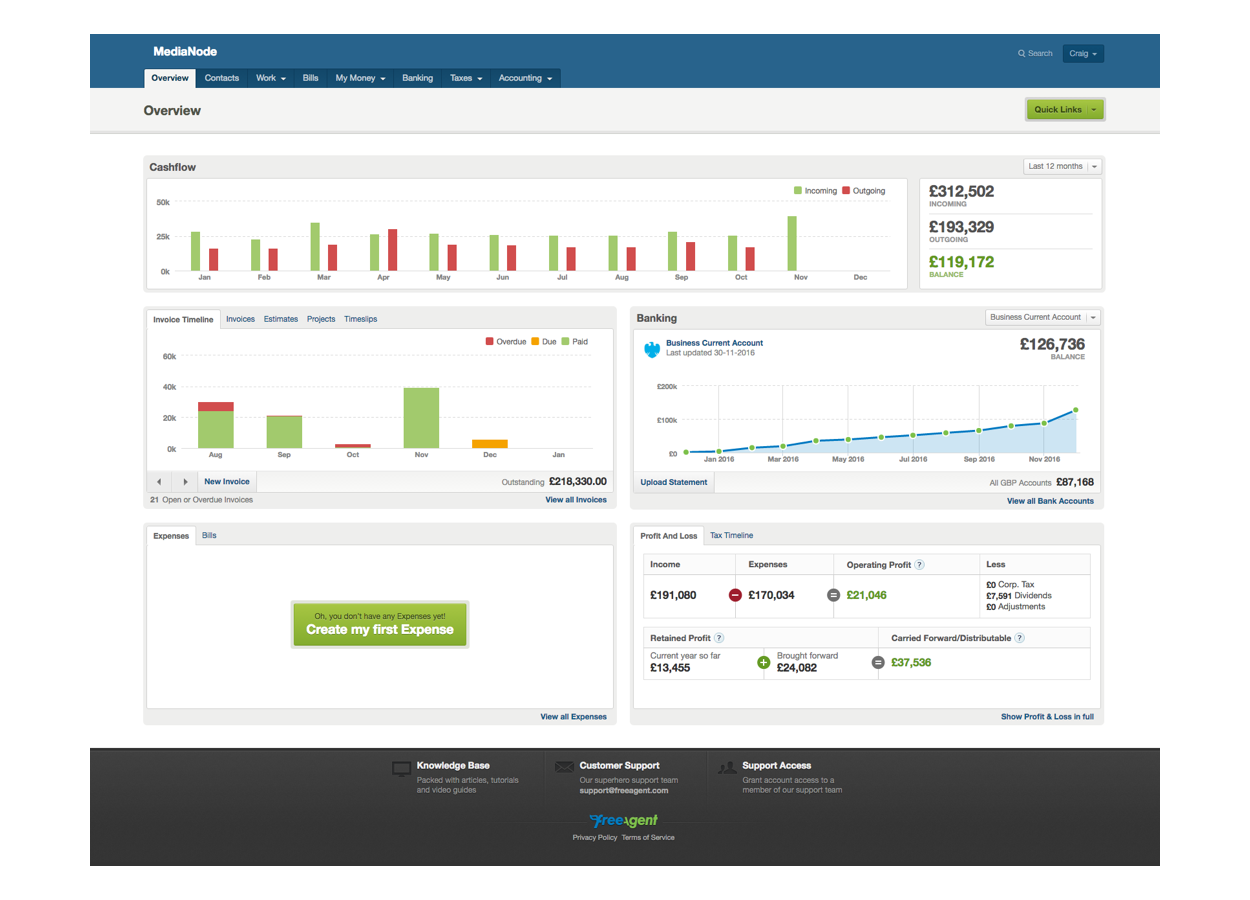 MediaNode
Search
Craig
Overview Contacts Work Bills My Money Banking Taxes Accounting
Overview
Quick Links
Cashflow
Last 12 months
Incoming Outgoing
50k
25k
0k
Jan Feb Mar Apr May Jun Jul Aug Sep Oct Nov Dec
£312,502
INCOMING
£193,329
OUTGOING
£119,172
BALANCE
Invoice Timeline Invoices Estimates Projects Timeslips
Overdue Due Paid
60k
40k
20k
0k
Aug Sep Oct Nov Dec Jan
New Invoice
Outstanding £218,330.00
21 Open or Overdue Invoices
View all Invoices
Banking
Business Current Account
Business Current Account
Last updated 30-11-2016
£126,736
BALANCE
£200k
£100k
£0
Jan 2016 Mar 2016 May 2016 Jul 2016 Sep 2016 Nov 2016
Upload Statement
All GBP Accounts £87,168
View all Bank Accounts
Expenses Bills
Oh, you don't have any Expenses yet!
Create my first Expense
View all Expenses
Profit And Loss Tax Timeline
Income Expenses Operating Profit ? Less
£191,080 − £170,034 = £21,046
£0 Corp. Tax
£7,591 Dividends
£0 Adjustments
Retained Profit ? Carried Forward/Distributable ?
Current year so far Brought forward
£13,455 + £24,082 = £37,536
Show Profit & Loss in full
Knowledge Base
Packed with articles, tutorials
and video guides
Customer Support
Our superhero support team
support@freeagent.com
Support Access
Grant account access to a
member of our support team
freeagent
Privacy Policy Terms of Service